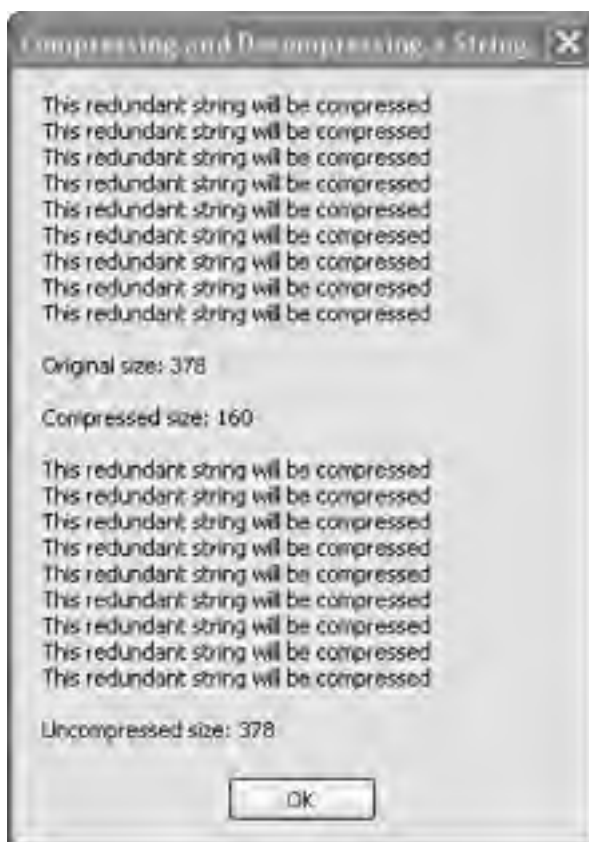 Compressing and Decompressing a String
This redundant string will be compressed
This redundant string will be compressed
This redundant string will be compressed
This redundant string will be compressed
This redundant string will be compressed
This redundant string will be compressed
This redundant string will be compressed
This redundant string will be compressed
This redundant string will be compressed
Original size: 378
Compressed size: 160
This redundant string will be compressed
This redundant string will be compressed
This redundant string will be compressed
This redundant string will be compressed
This redundant string will be compressed
This redundant string will be compressed
This redundant string will be compressed
This redundant string will be compressed
This redundant string will be compressed
Uncompressed size: 378
Ok